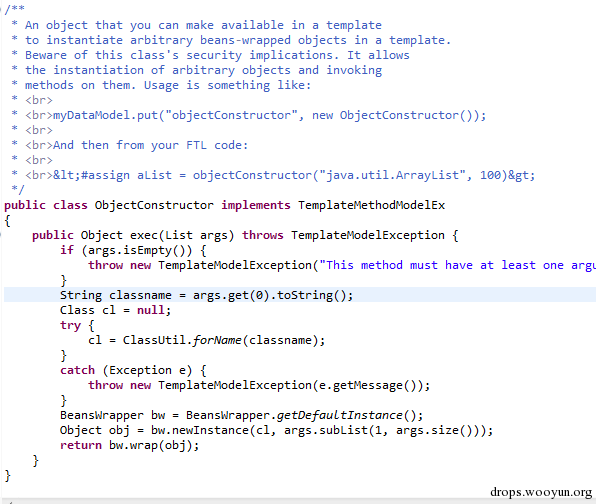 /**
 * An object that you can make available in a template
 * to instantiate arbitrary beans-wrapped objects in a template.
 * Beware of this class's security implications. It allows
 * the instantiation of arbitrary objects and invoking
 * methods on them. Usage is something like:
 * <br>
 * <br>myDataModel.put("objectConstructor", new ObjectConstructor());
 * <br>
 * <br>And then from your FTL code:
 * <br>
 * <br>&lt;#assign aList = objectConstructor("java.util.ArrayList", 100)&gt;
 */
public class ObjectConstructor implements TemplateMethodModelEx
{
    public Object exec(List args) throws TemplateModelException {
        if (args.isEmpty()) {
            throw new TemplateModelException("This method must have at least one argu
        }
        String classname = args.get(0).toString();
        Class cl = null;
        try {
            cl = ClassUtil.forName(classname);
        }
        catch (Exception e) {
            throw new TemplateModelException(e.getMessage());
        }
        BeansWrapper bw = BeansWrapper.getDefaultInstance();
        Object obj = bw.newInstance(cl, args.subList(1, args.size()));
        return bw.wrap(obj);
    }
}
drops.wooyun.org